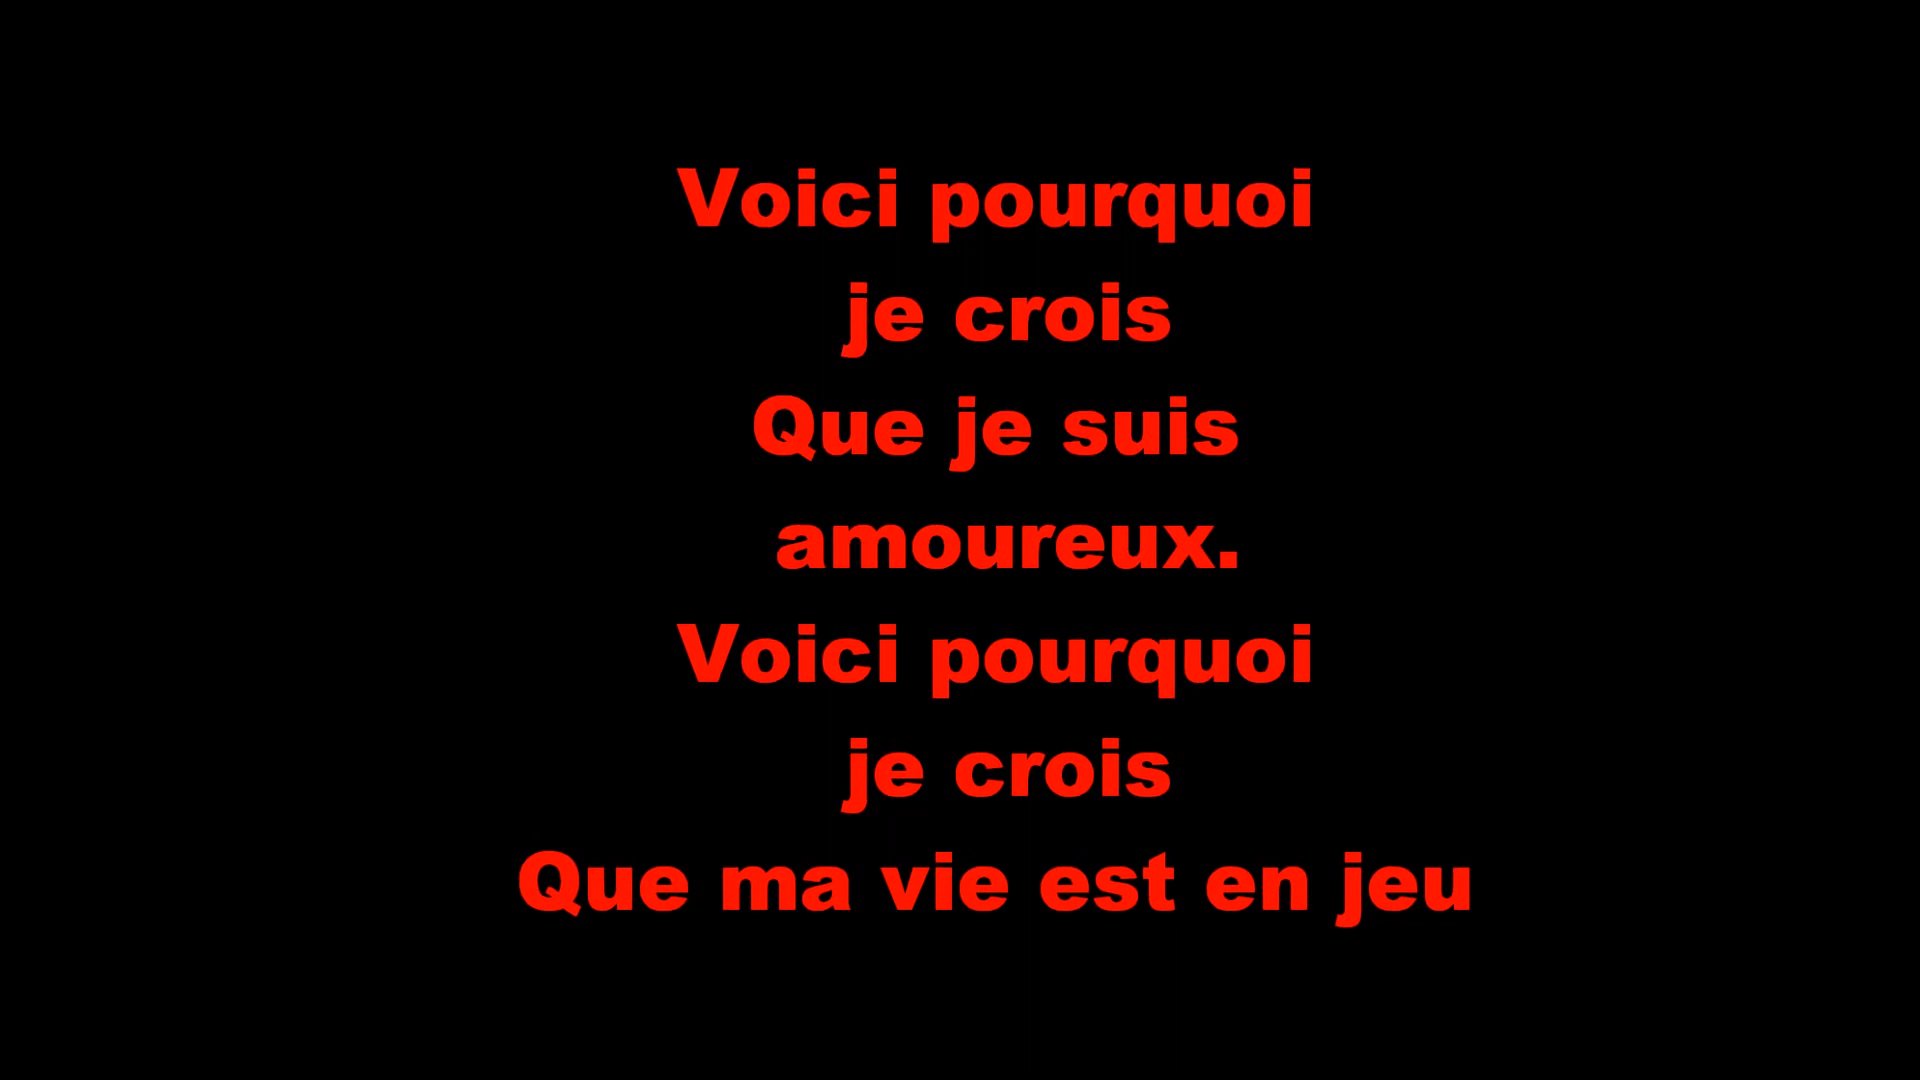 Voici pourquoi
je crois
Que je suis
amoureux.
Voici pourquoi
je crois
Que ma vie est en jeu